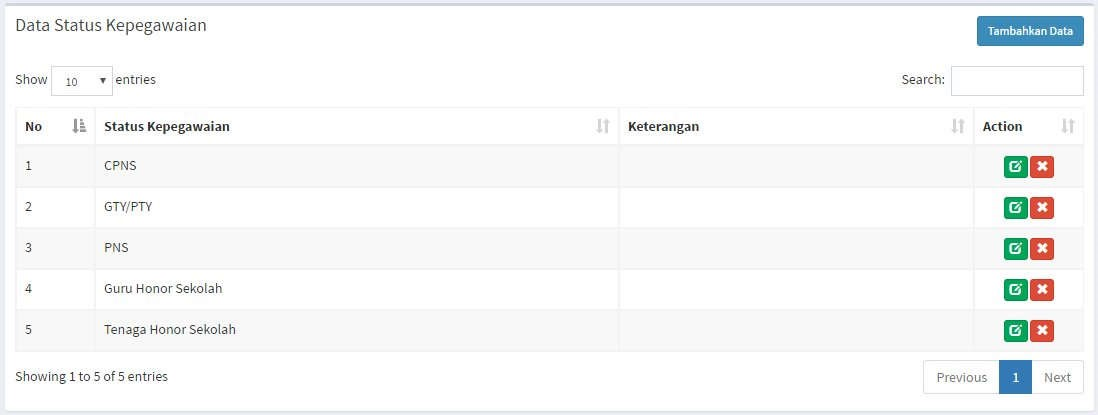 Data Status Kepegawaian
Tambahkan Data
Show 10 entries Search:
No Status Kepegawaian Keterangan Action
1 CPNS
2 GTY/PTY
3 PNS
4 Guru Honor Sekolah
5 Tenaga Honor Sekolah
Showing 1 to 5 of 5 entries Previous 1 Next